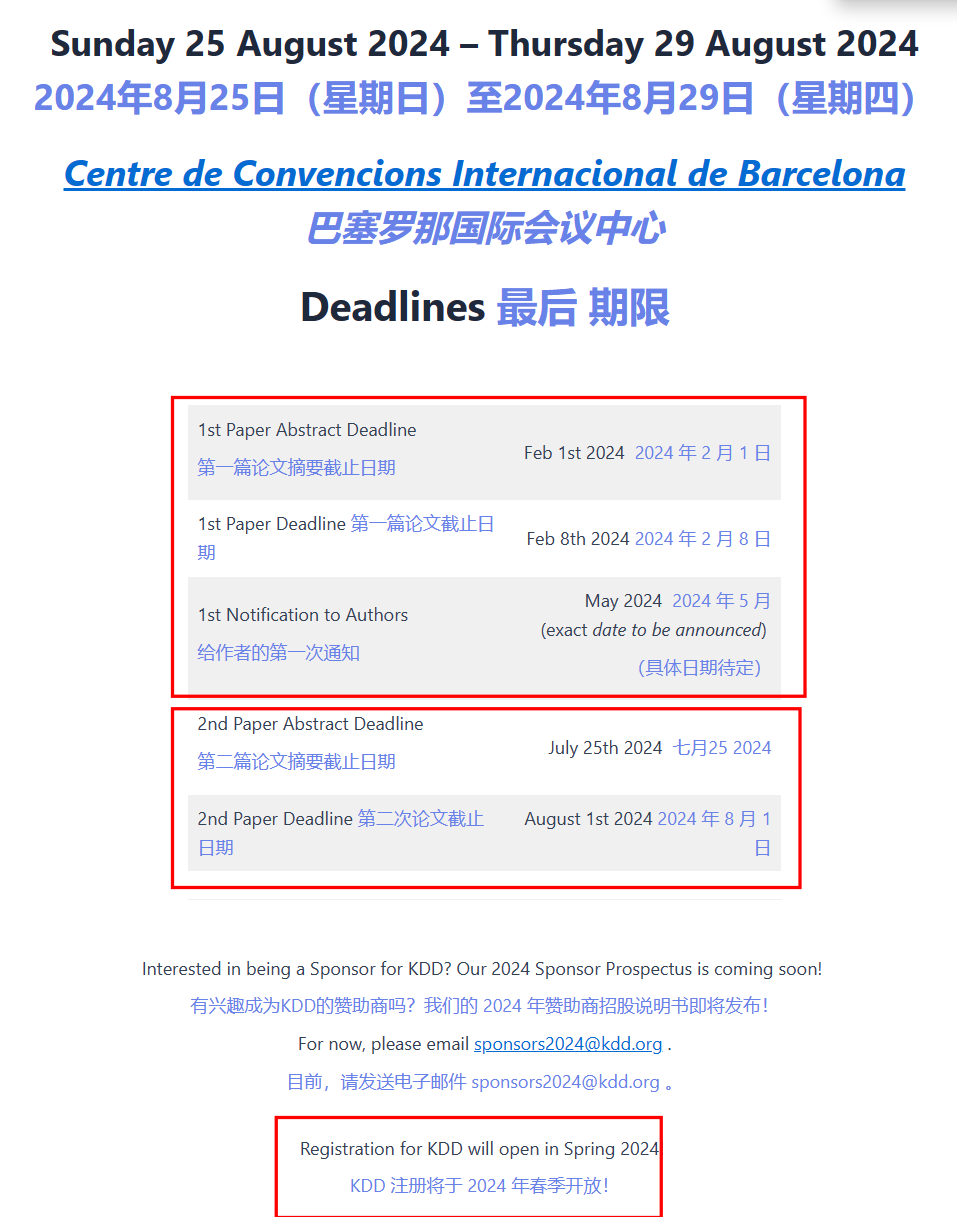 Sunday 25 August 2024 – Thursday 29 August 2024
2024年8月25日（星期日）至2024年8月29日（星期四）
Centre de Convencions Internacional de Barcelona
巴塞罗那国际会议中心
Deadlines 最后 期限
1st Paper Abstract Deadline
第一篇论文摘要截止日期
Feb 1st 2024 2024 年 2 月 1 日
1st Paper Deadline 第一篇论文截止日
期
Feb 8th 2024 2024 年 2 月 8 日
1st Notification to Authors
给作者的第一次通知
May 2024 2024 年 5 月
(exact date to be announced)
（具体日期待定）
2nd Paper Abstract Deadline
第二篇论文摘要截止日期
July 25th 2024 七月25 2024
2nd Paper Deadline 第二次论文截止
日期
August 1st 2024 2024 年 8 月 1
日
Interested in being a Sponsor for KDD? Our 2024 Sponsor Prospectus is coming soon!
有兴趣成为KDD的赞助商吗？我们的 2024 年赞助商招股说明书即将发布！
For now, please email sponsors2024@kdd.org .
目前，请发送电子邮件 sponsors2024@kdd.org 。
Registration for KDD will open in Spring 2024
KDD 注册将于 2024 年春季开放！